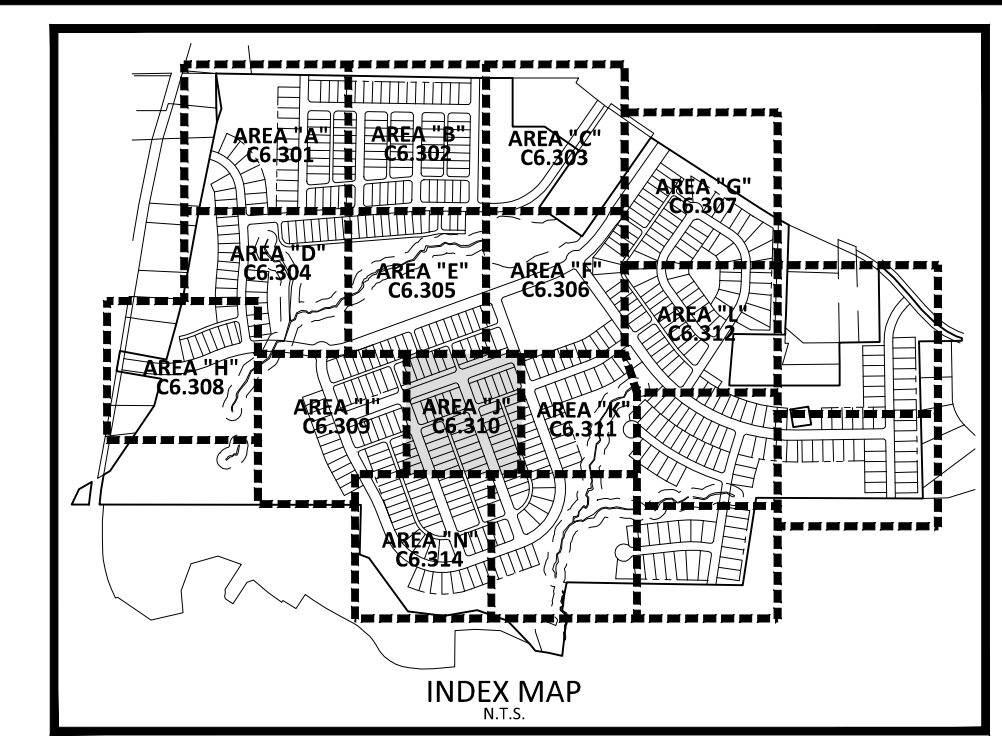 AREA "A"
C6.301
AREA "B"
C6.302
AREA "C"
C6.303
AREA "G"
C6.307
AREA "D"
C6.304
AREA "E"
C6.305
AREA "F"
C6.306
AREA "L"
C6.312
AREA "H"
C6.308
AREA "I"
C6.309
AREA "J"
C6.310
AREA "K"
C6.311
AREA "N"
C6.314
INDEX MAP
N.T.S.